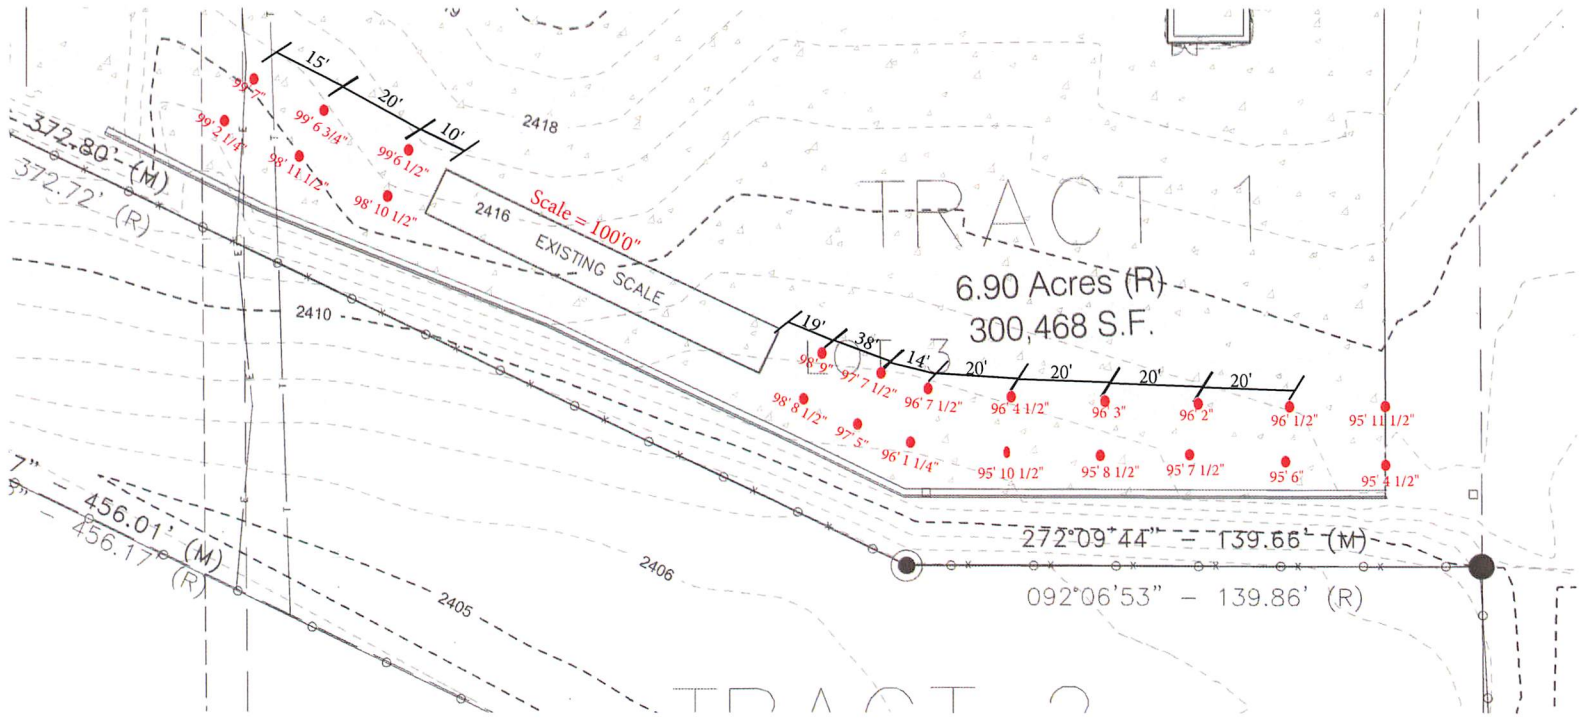 19
15'
20'
10'
99' 7"
99' 6 3/4"
99'6 1/2"
99' 2 1/4"
98' 11 1/2"
98' 10 1/2"
2418
372.80' (M)
372.72' (R)
2416
Scale = 100'0"
EXISTING SCALE
TRACT 1
6.90 Acres (R)
300,468 S.F.
2410
LOT 3
19'
38'
14'
20'
20'
20'
20'
98' 9"
97' 7 1/2"
96' 7 1/2"
96' 4 1/2"
96' 3"
96' 2"
96' 1/2"
95' 11 1/2"
98' 8 1/2"
97' 5"
96' 1 1/4"
95' 10 1/2"
95' 8 1/2"
95' 7 1/2"
95' 6"
95' 4 1/2"
7" - 456.01' (M)
3" - 456.17' (R)
272°09'44" - 139.66' (M)
092°06'53" - 139.86' (R)
2406
2405
TRACT 2